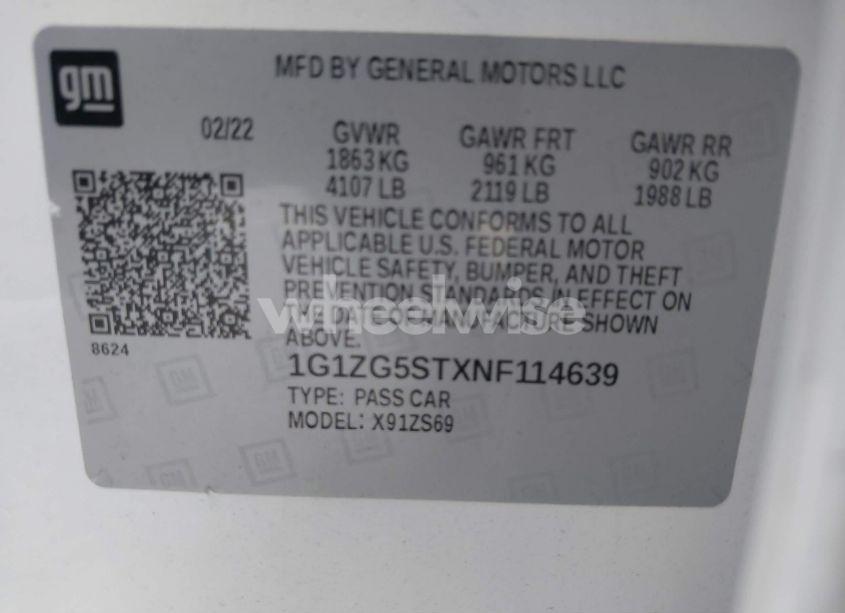 gm
MFD BY GENERAL MOTORS LLC
02/22 GVWR GAWR FRT GAWR RR
1863 KG 961 KG 902 KG
4107 LB 2119 LB 1988 LB
THIS VEHICLE CONFORMS TO ALL
APPLICABLE U.S. FEDERAL MOTOR
VEHICLE SAFETY, BUMPER, AND THEFT
PREVENTION STANDARDS IN EFFECT ON
THE DATE OF MANUFACTURE SHOWN
ABOVE.
wheelwise
8624
1G1ZG5STXNF114639
TYPE: PASS CAR
MODEL: X91ZS69